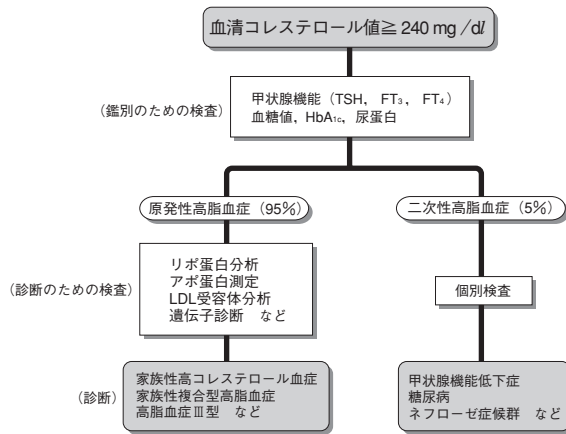 血清コレステロール値≧240 mg/dl
(鑑別のための検査)
甲状腺機能(TSH, FT₃, FT₄)
血糖値, HbA₁c, 尿蛋白
原発性高脂血症(95%)
二次性高脂血症(5%)
(診断のための検査)
リポ蛋白分析
アポ蛋白測定
LDL受容体分析
遺伝子診断 など
個別検査
(診断)
家族性高コレステロール血症
家族性複合型高脂血症
高脂血症Ⅲ型 など
甲状腺機能低下症
糖尿病
ネフローゼ症候群 など